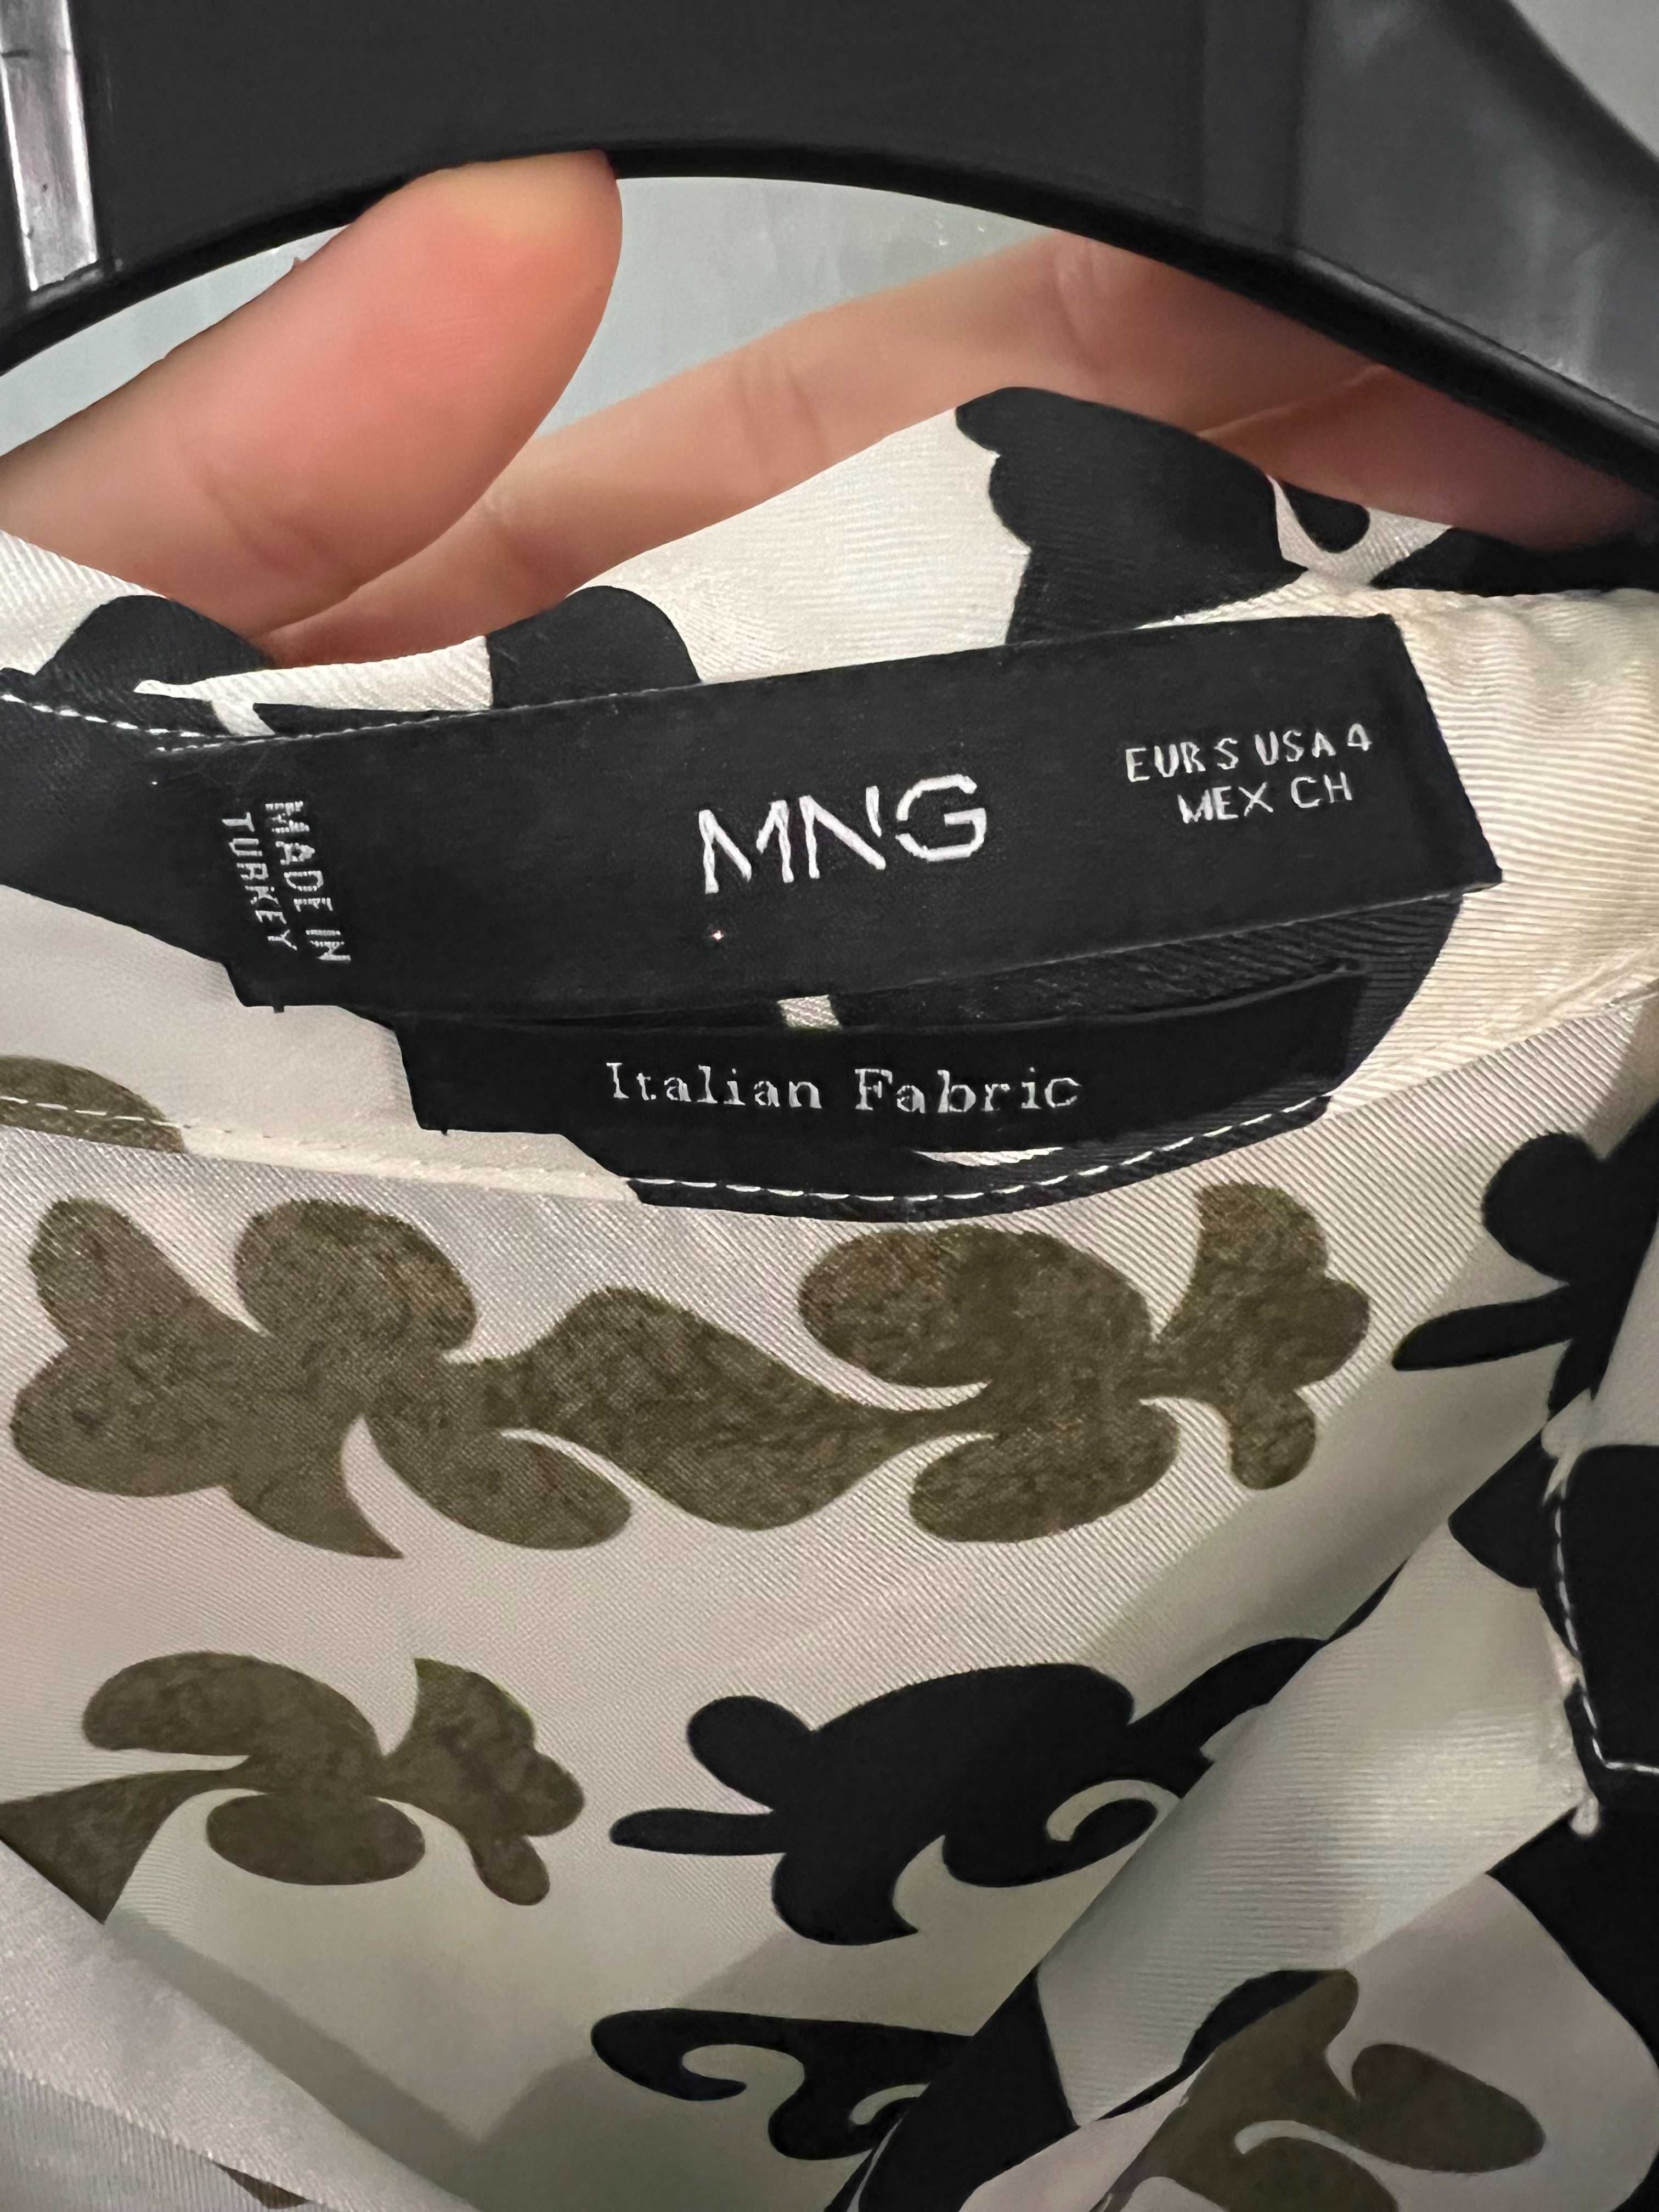 MADE IN
TURKEY
MNG
EUR S USA 4
MEX CH
Italian Fabric